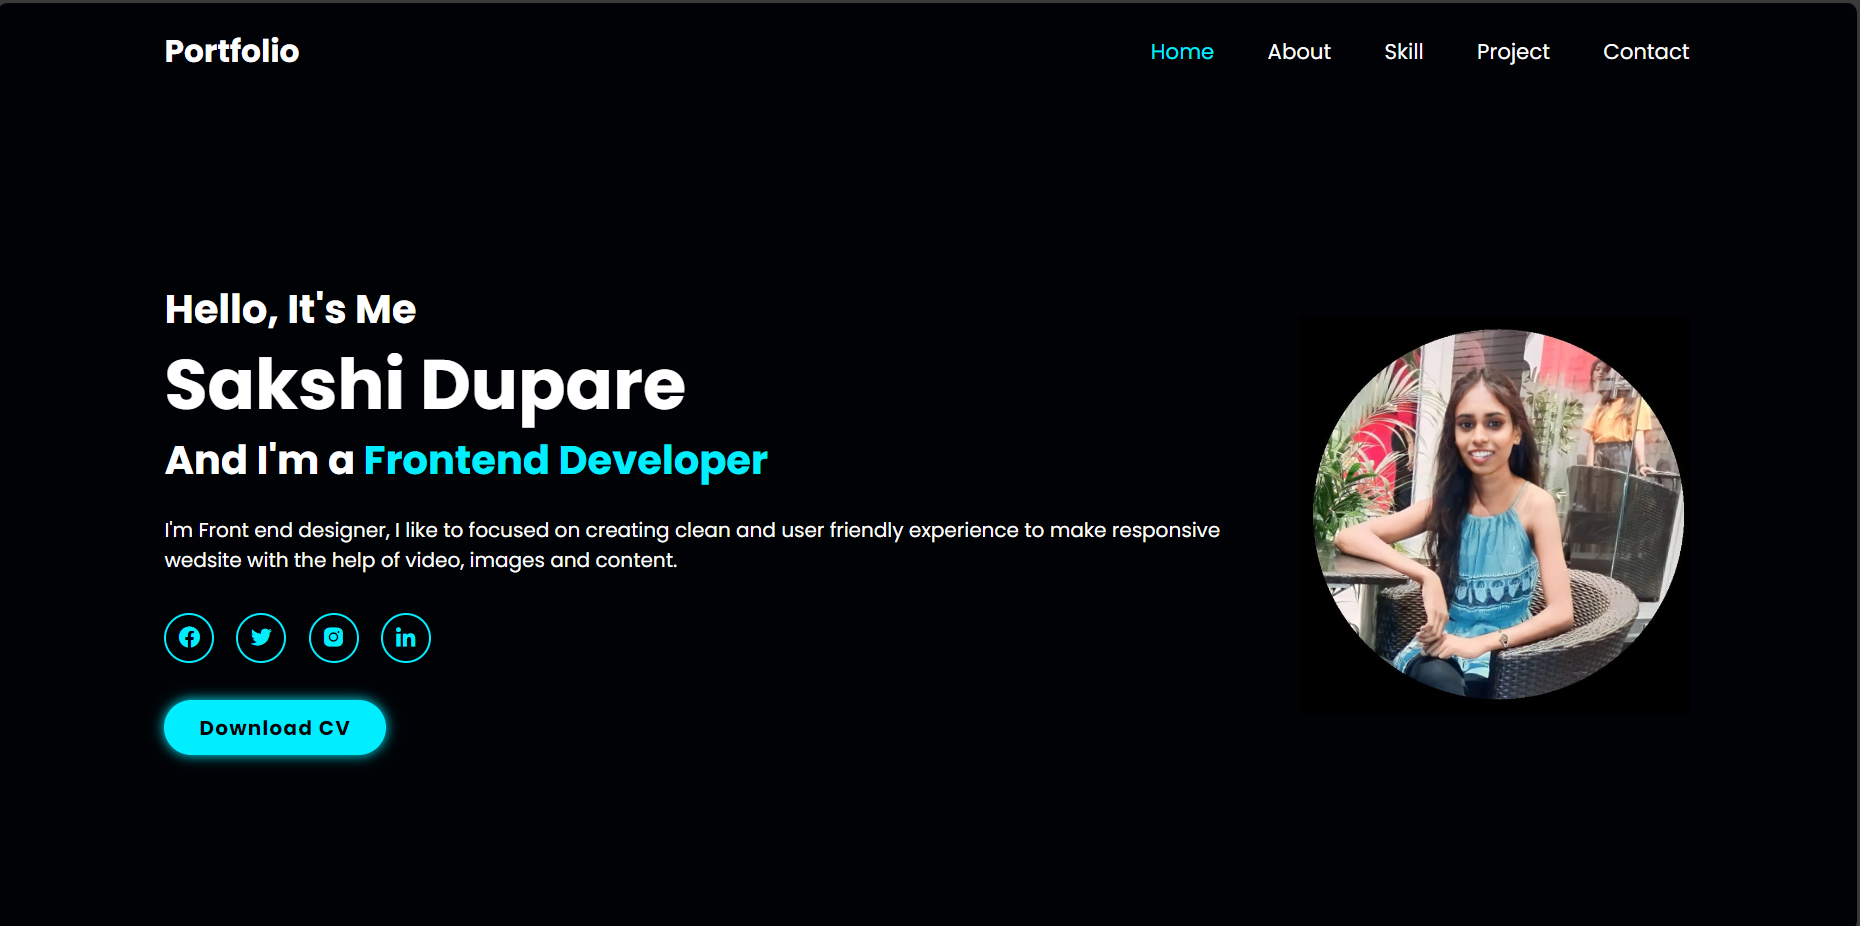 Portfolio
Home About Skill Project Contact
Hello, It's Me
Sakshi Dupare
And I'm a Frontend Developer
I'm Front end designer, I like to focused on creating clean and user friendly experience to make responsive
wedsite with the help of video, images and content.
Download CV